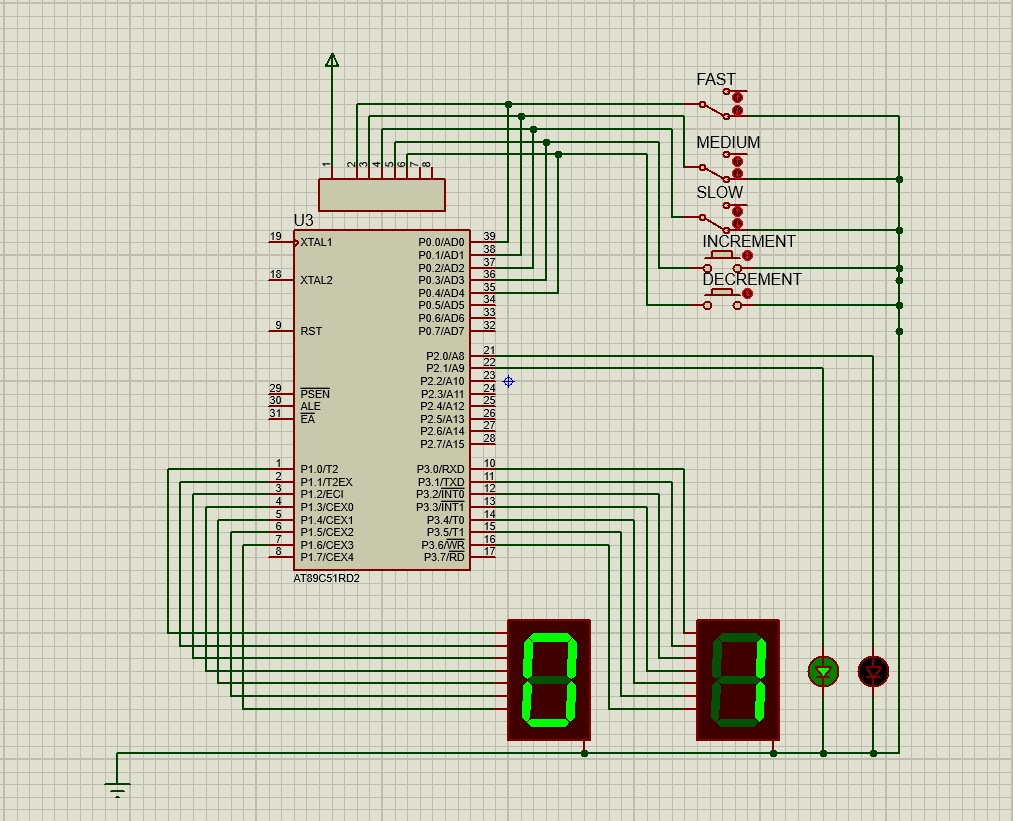 FAST
MEDIUM
SLOW
INCREMENT
DECREMENT
1 2 3 4 5 6 7 8
U3
19 XTAL1 P0.0/AD0 39
P0.1/AD1 38
P0.2/AD2 37
18 XTAL2 P0.3/AD3 36
P0.4/AD4 35
P0.5/AD5 34
P0.6/AD6 33
9 RST P0.7/AD7 32
P2.0/A8 21
P2.1/A9 22
P2.2/A10 23
29 PSEN P2.3/A11 24
30 ALE P2.4/A12 25
31 EA P2.5/A13 26
P2.6/A14 27
P2.7/A15 28
1 P1.0/T2 P3.0/RXD 10
2 P1.1/T2EX P3.1/TXD 11
3 P1.2/ECI P3.2/INT0 12
4 P1.3/CEX0 P3.3/INT1 13
5 P1.4/CEX1 P3.4/T0 14
6 P1.5/CEX2 P3.5/T1 15
7 P1.6/CEX3 P3.6/WR 16
8 P1.7/CEX4 P3.7/RD 17
AT89C51RD2
0 1